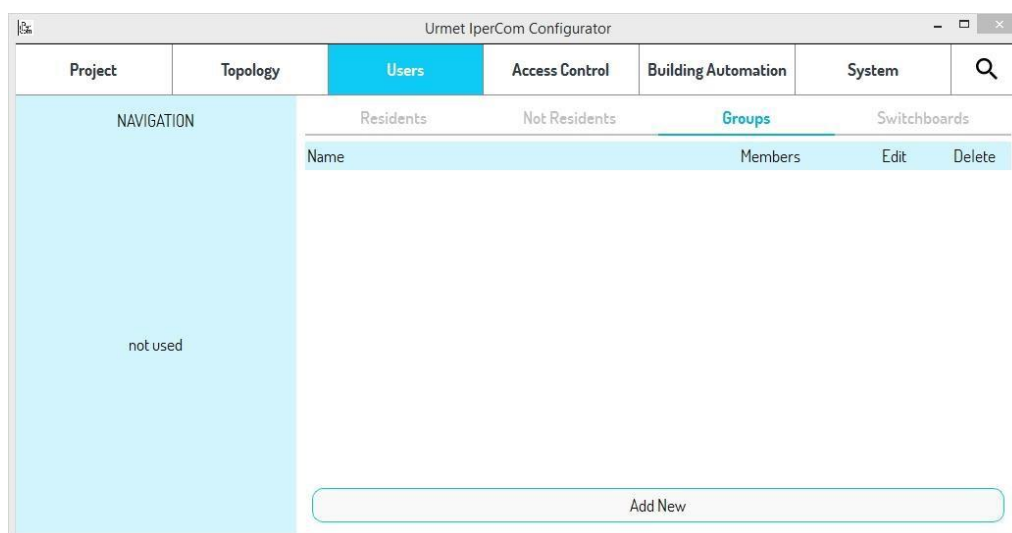 Urmet IperCom Configurator
Project Topology Users Access Control Building Automation System
NAVIGATION
Residents Not Residents Groups Switchboards
Name Members Edit Delete
not used
Add New